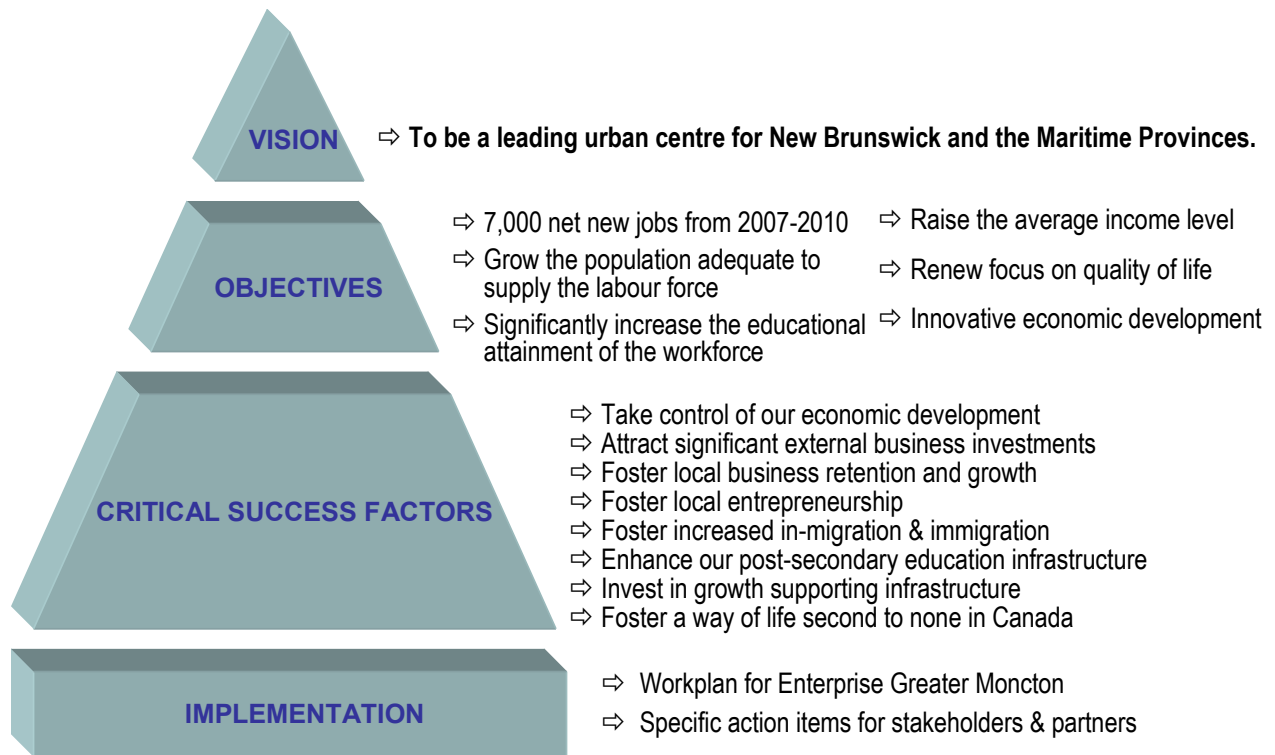 VISION
⇨ To be a leading urban centre for New Brunswick and the Maritime Provinces.
OBJECTIVES
⇨ 7,000 net new jobs from 2007-2010
⇨ Grow the population adequate to
supply the labour force
⇨ Significantly increase the educational
attainment of the workforce
⇨ Raise the average income level
⇨ Renew focus on quality of life
⇨ Innovative economic development
CRITICAL SUCCESS FACTORS
⇨ Take control of our economic development
⇨ Attract significant external business investments
⇨ Foster local business retention and growth
⇨ Foster local entrepreneurship
⇨ Foster increased in-migration & immigration
⇨ Enhance our post-secondary education infrastructure
⇨ Invest in growth supporting infrastructure
⇨ Foster a way of life second to none in Canada
IMPLEMENTATION
⇨ Workplan for Enterprise Greater Moncton
⇨ Specific action items for stakeholders & partners